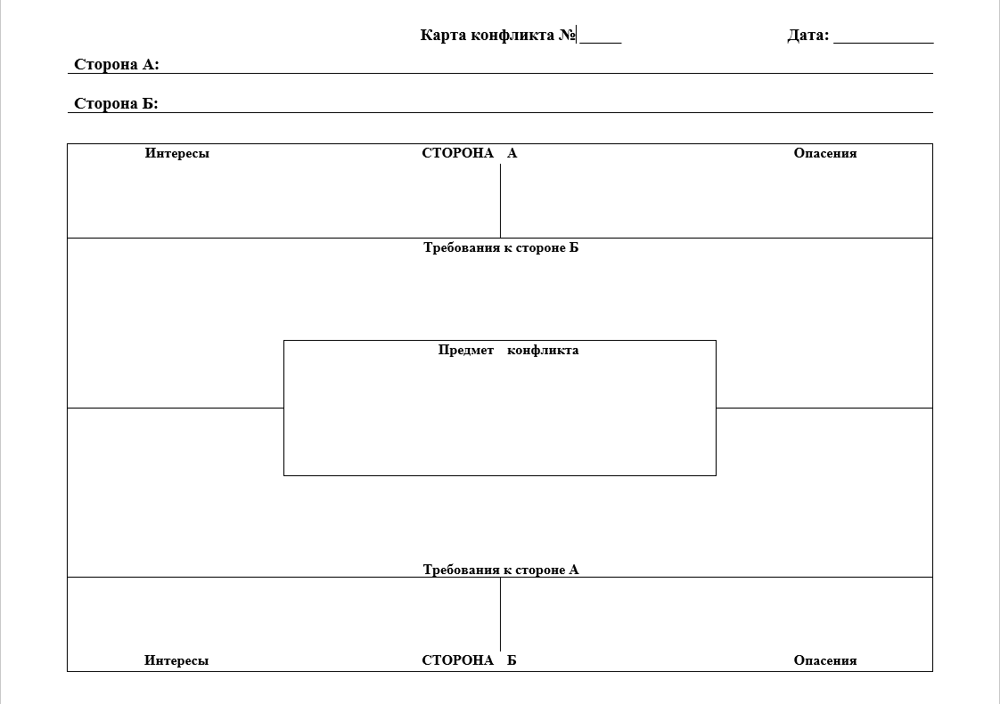 Карта конфликта №_____ Дата: ____________
Сторона А:
Сторона Б:
Интересы СТОРОНА А Опасения
Требования к стороне Б
Предмет конфликта
Требования к стороне А
Интересы СТОРОНА Б Опасения